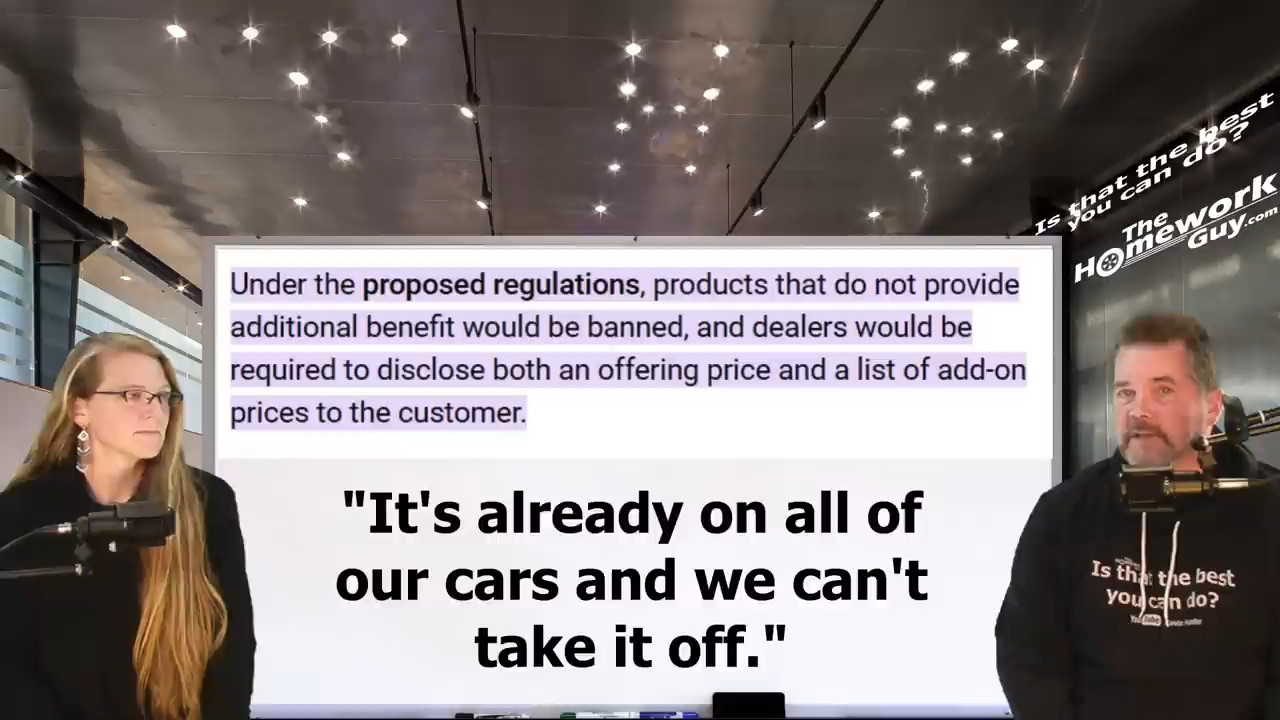 Is that the best
you can do?
The
Homework
Guy.com
Under the proposed regulations, products that do not provide
additional benefit would be banned, and dealers would be
required to disclose both an offering price and a list of add-on
prices to the customer.
"It's already on all of
our cars and we can't
take it off."
Is that the best
you can do?
You Tube